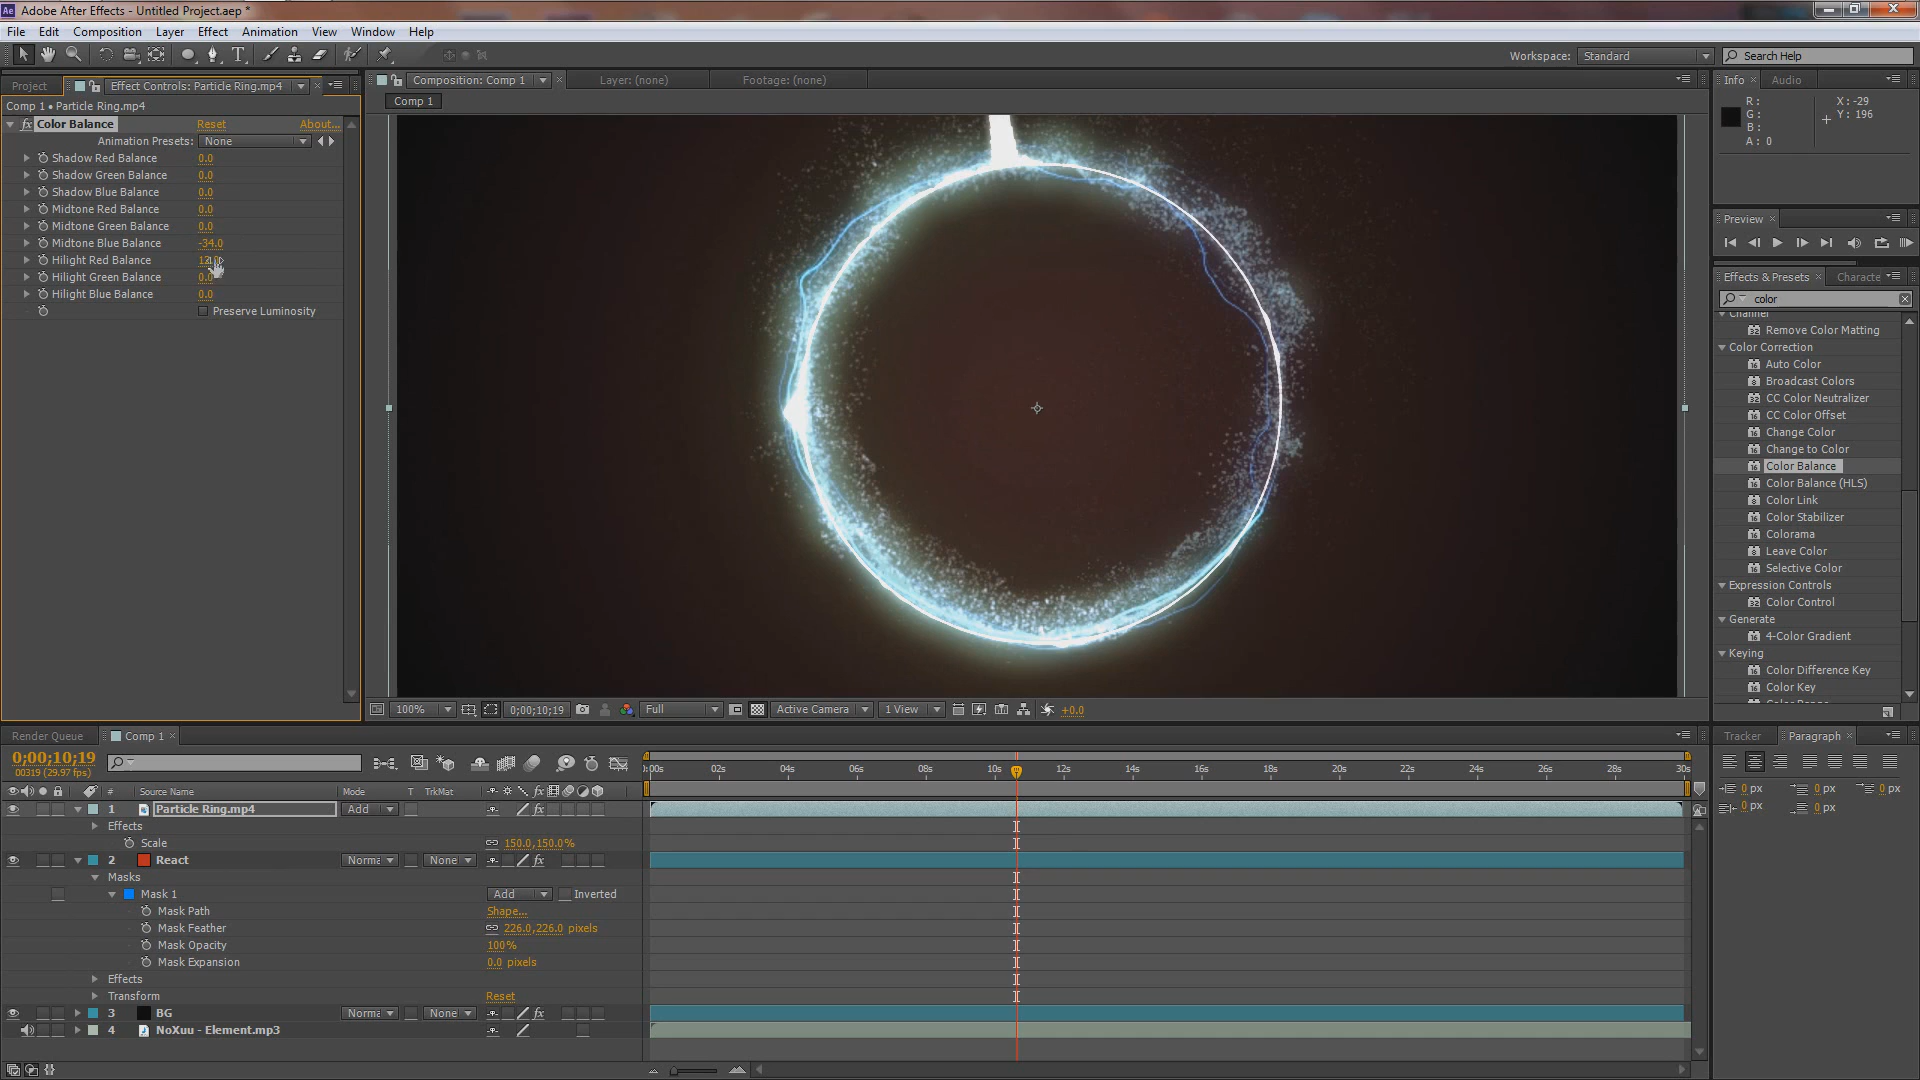 Adobe After Effects - Untitled Project.aep *
File Edit Composition Layer Effect Animation View Window Help
Workspace: Standard Search Help
Project Effect Controls: Particle Ring.mp4
Composition: Comp 1 Layer: (none) Footage: (none)
Info Audio
Comp 1 • Particle Ring.mp4
Comp 1
fx Color Balance Reset About...
Animation Presets: None
Shadow Red Balance 0.0
Shadow Green Balance 0.0
Shadow Blue Balance 0.0
Midtone Red Balance 0.0
Midtone Green Balance 0.0
Midtone Blue Balance -34.0
Hilight Red Balance
Hilight Green Balance 0.0
Hilight Blue Balance 0.0
Preserve Luminosity
R: X: -29
G: Y: 196
B:
A: 0
Preview
Effects & Presets Characte
color
Channel
Remove Color Matting
Color Correction
Auto Color
Broadcast Colors
CC Color Neutralizer
CC Color Offset
Change Color
Change to Color
Color Balance
Color Balance (HLS)
Color Link
Color Stabilizer
Colorama
Leave Color
Selective Color
Expression Controls
Color Control
Generate
4-Color Gradient
Keying
Color Difference Key
Color Key
Color Range
100% 0;00;10;19 Full Active Camera 1 View +0.0
Render Queue Comp 1
Tracker Paragraph
0;00;10;19
00319 (29.97 fps)
:00s 02s 04s 06s 08s 10s 12s 14s 16s 18s 20s 22s 24s 26s 28s 30s
# Source Name Mode T TrkMat
0 px 0 px 0 px
0 px 0 px
1 Particle Ring.mp4 Add
Effects
Scale 150.0,150.0%
2 React Norma None
Masks
Mask 1 Add Inverted
Mask Path Shape...
Mask Feather 226.0,226.0 pixels
Mask Opacity 100%
Mask Expansion 0.0 pixels
Effects
Transform Reset
3 BG Norma None
4 NoXuu - Element.mp3